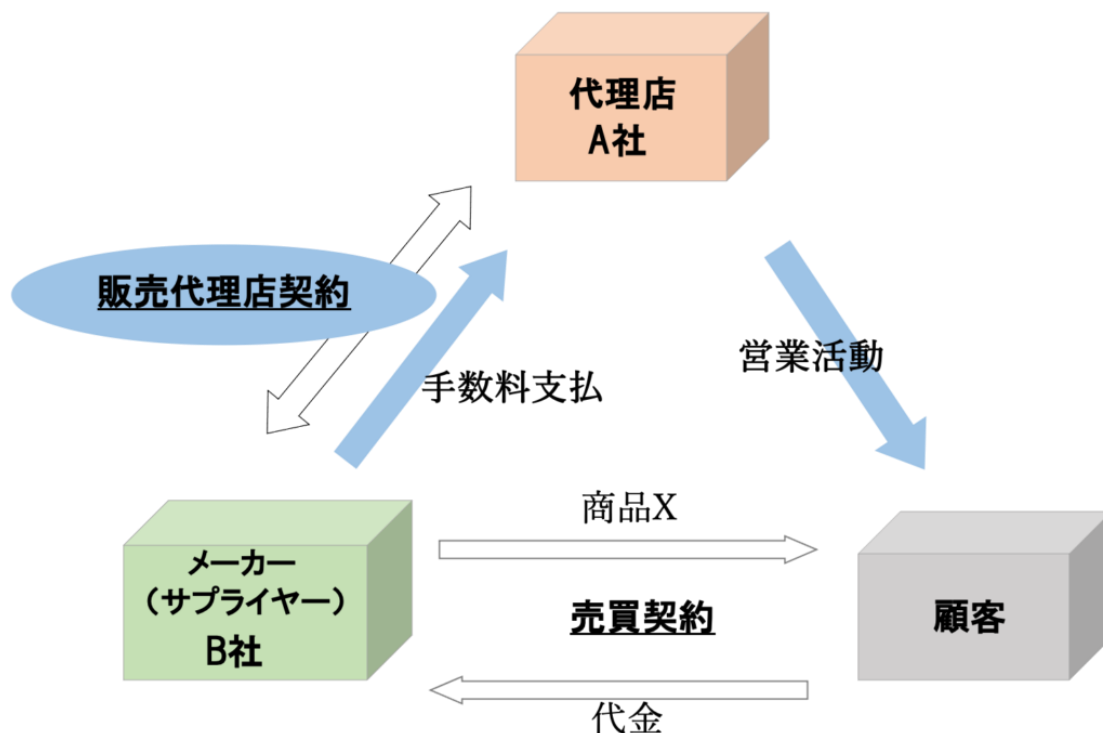 代理店
A社
販売代理店契約
手数料支払
営業活動
商品X
メーカー
（サプライヤー）
B社
売買契約
顧客
代金